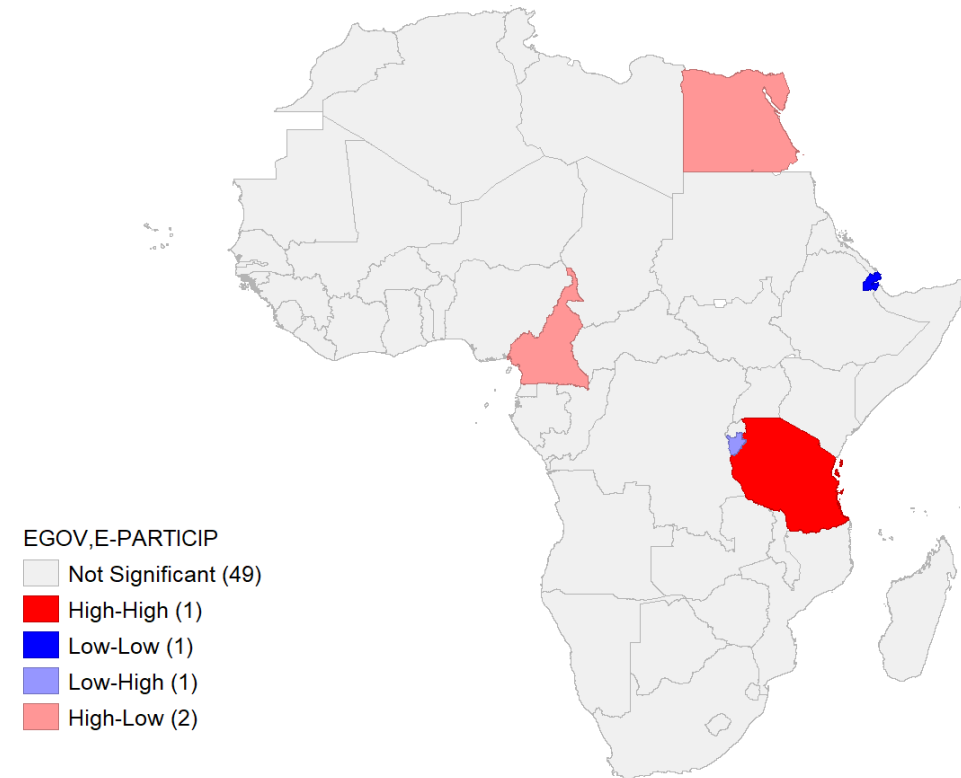 EGOV,E-PARTICIP
Not Significant (49)
High-High (1)
Low-Low (1)
Low-High (1)
High-Low (2)